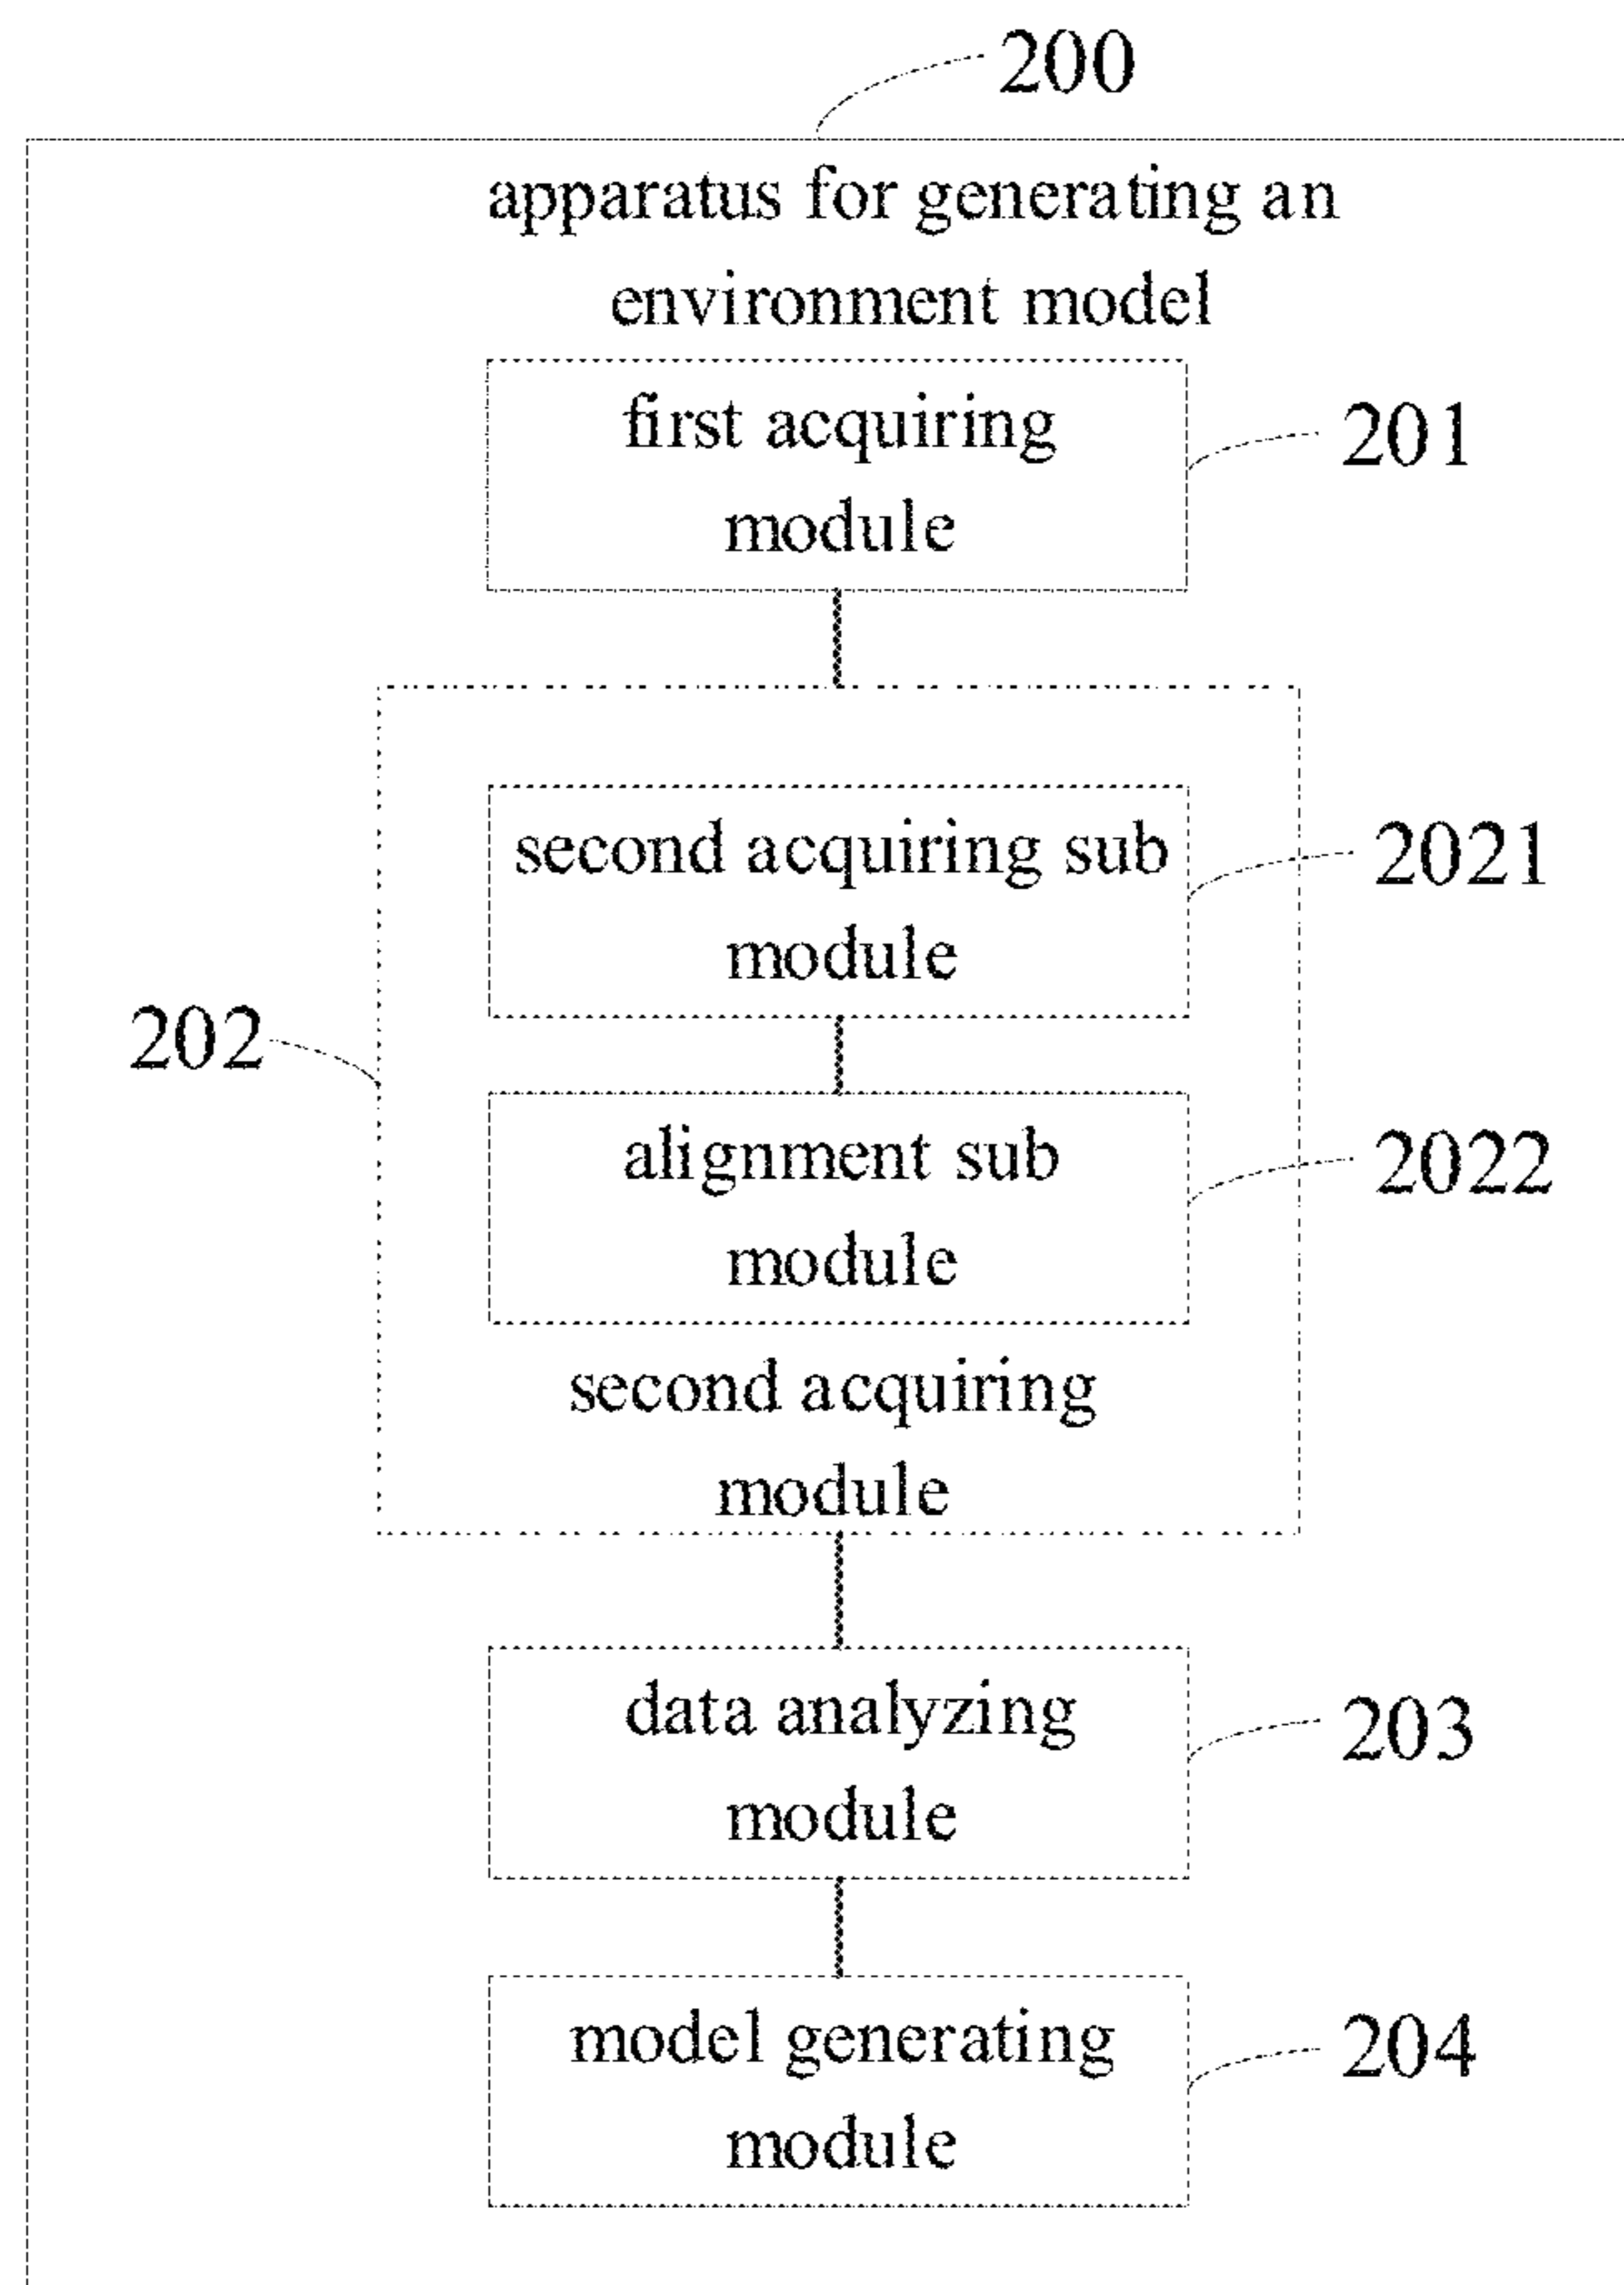 200
apparatus for generating an
environment model
first acquiring
module
201
second acquiring sub
module
2021
202
alignment sub
module
2022
second acquiring
module
data analyzing
module
203
model generating
module
204